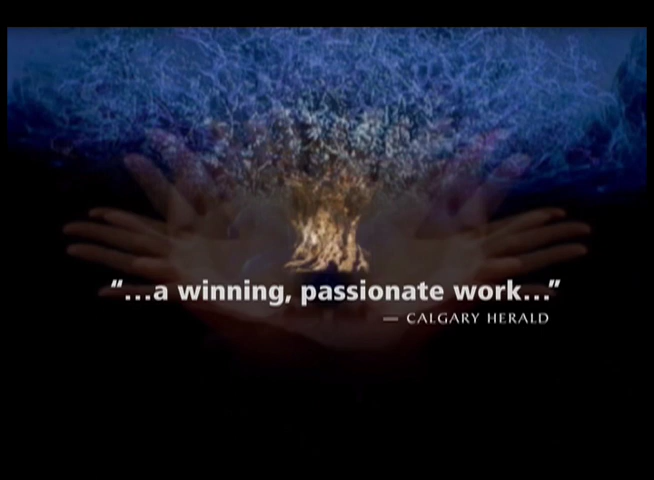 “...a winning, passionate work...”
— CALGARY HERALD